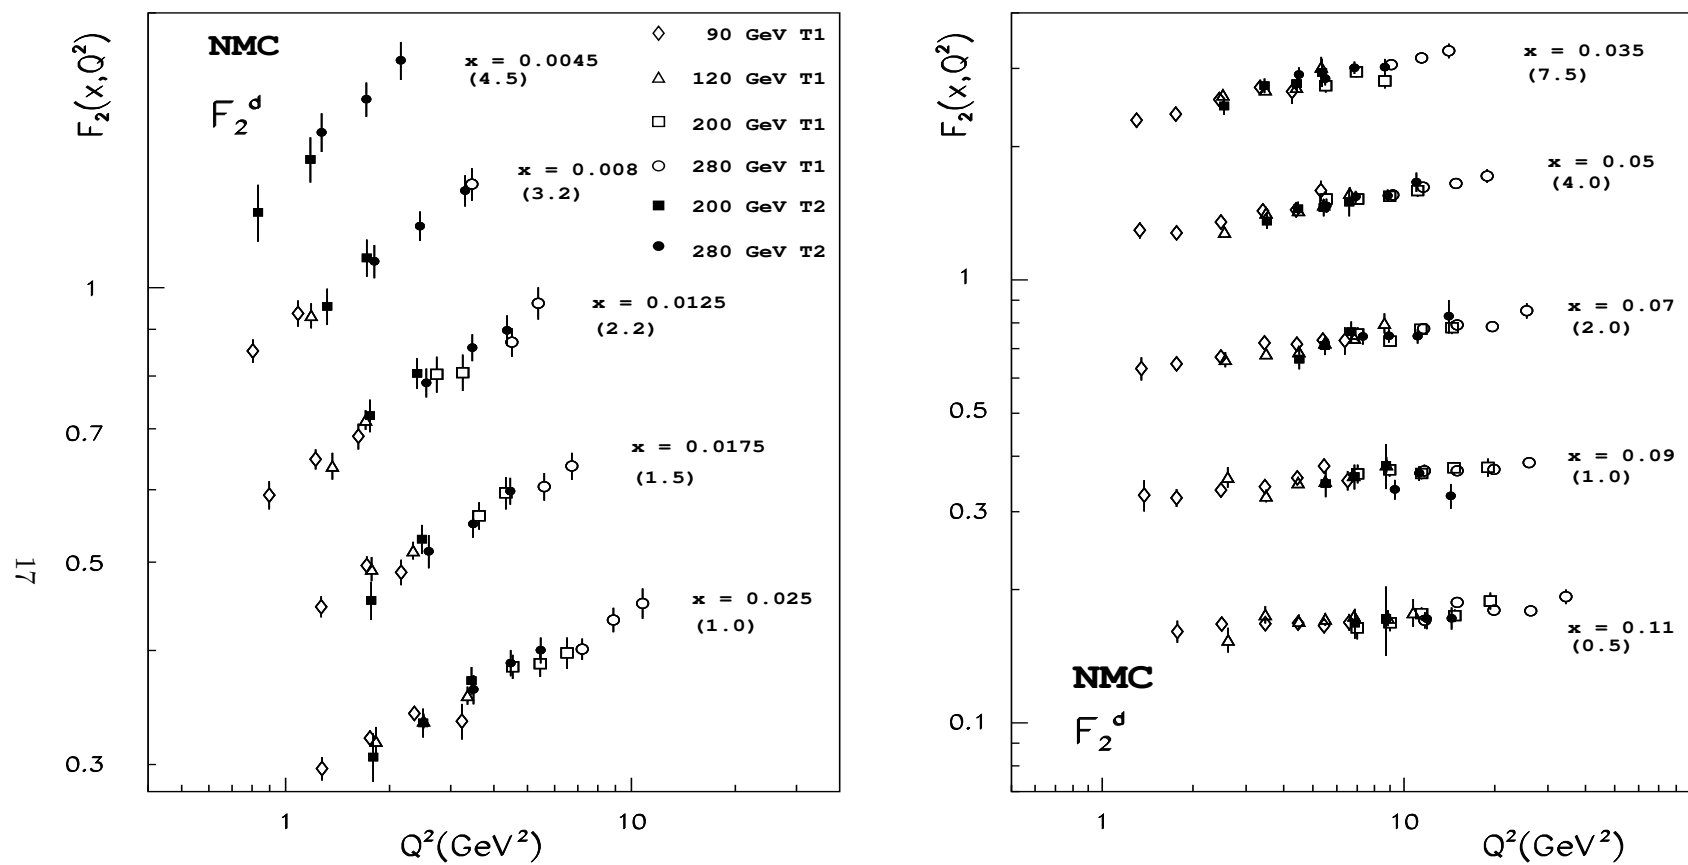 F₂(x,Q²)
NMC
F₂ᵈ
90 GeV T1
120 GeV T1
200 GeV T1
280 GeV T1
200 GeV T2
280 GeV T2
x = 0.0045
(4.5)
x = 0.008
(3.2)
x = 0.0125
(2.2)
x = 0.0175
(1.5)
x = 0.025
(1.0)
1
0.7
0.5
0.3
1
10
Q²(GeV²)
17
F₂(x,Q²)
x = 0.035
(7.5)
x = 0.05
(4.0)
x = 0.07
(2.0)
x = 0.09
(1.0)
x = 0.11
(0.5)
NMC
F₂ᵈ
1
0.5
0.3
0.1
1
10
Q²(GeV²)